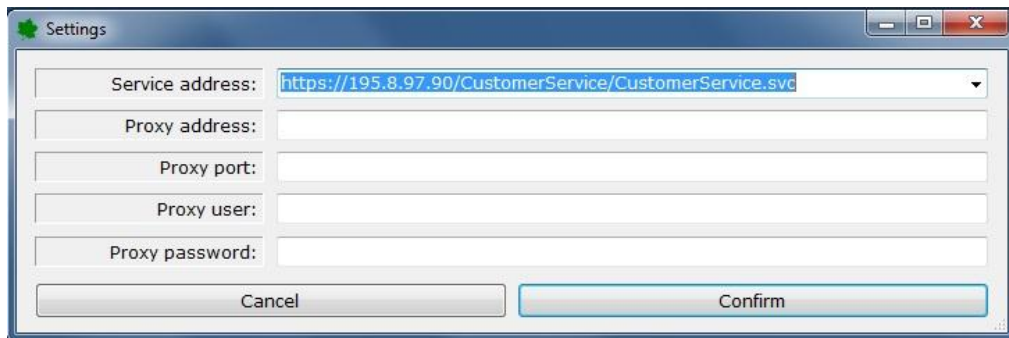 Settings
Service address: https://195.8.97.90/CustomerService/CustomerService.svc
Proxy address:
Proxy port:
Proxy user:
Proxy password:
Cancel Confirm